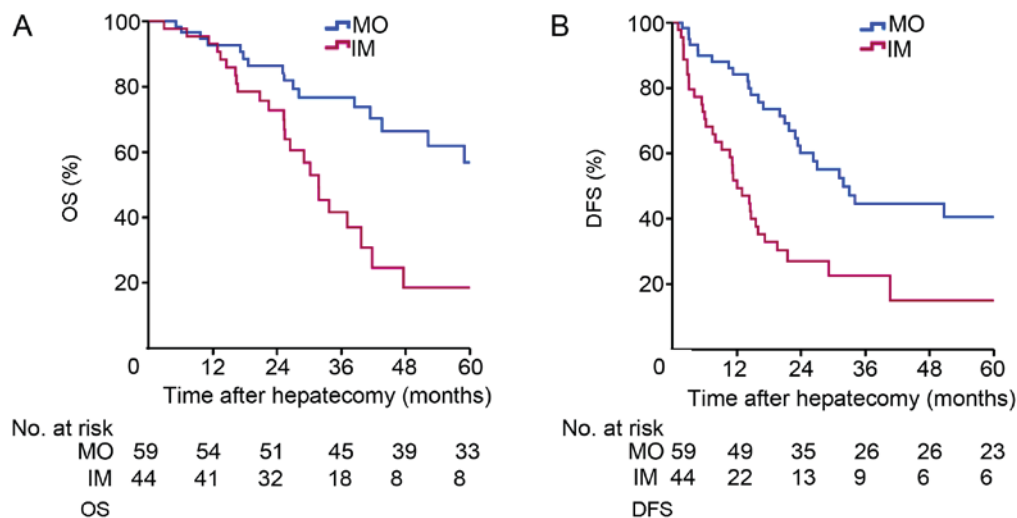 A
MO
IM
OS (%)
100
80
60
40
20
0
12 24 36 48 60
Time after hepatecomy (months)
No. at risk
MO 59 54 51 45 39 33
IM 44 41 32 18 8 8
OS
B
MO
IM
DFS (%)
100
80
60
40
20
0
12 24 36 48 60
Time after hepatecomy (months)
No. at risk
MO 59 49 35 26 26 23
IM 44 22 13 9 6 6
DFS